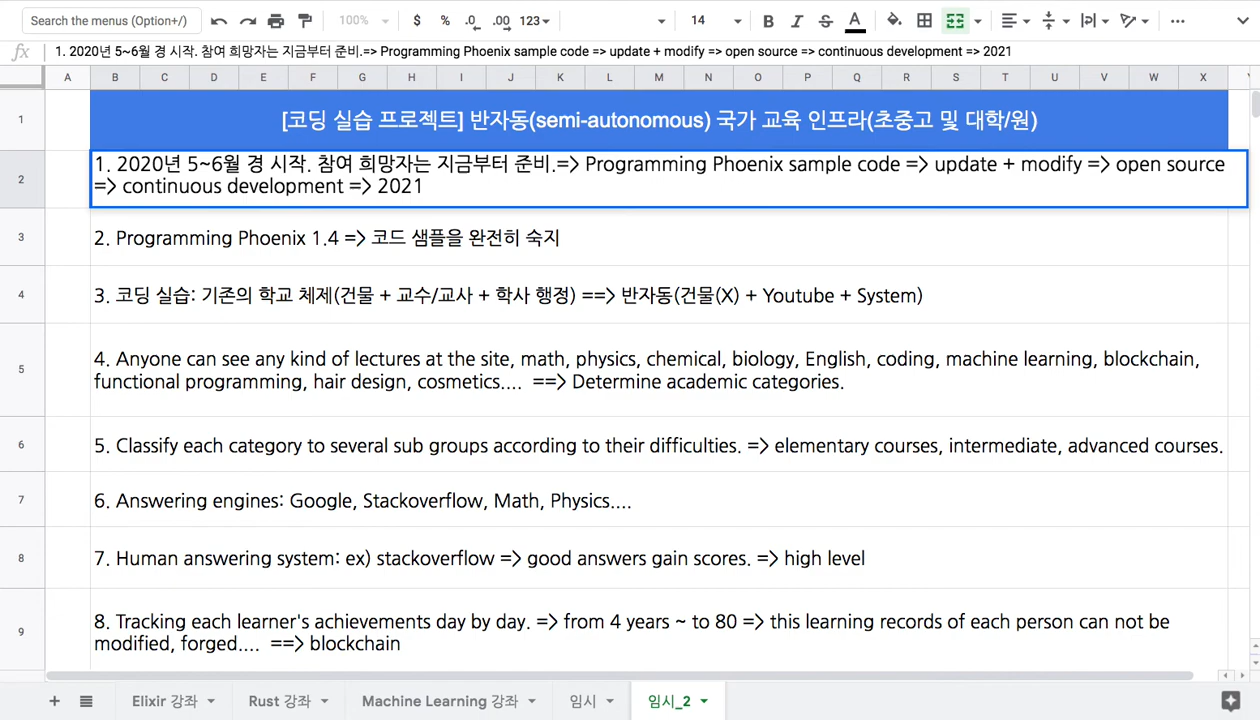 Search the menus (Option+/)
100%
$ % .0 .00 123
14
B I S A
fx 1. 2020년 5~6월 경 시작. 참여 희망자는 지금부터 준비.=> Programming Phoenix sample code => update + modify => open source => continuous development => 2021
A B C D E F G H I J K L M N O P Q R S T U V W X
1 [코딩 실습 프로젝트] 반자동(semi-autonomous) 국가 교육 인프라(초중고 및 대학/원)
2 1. 2020년 5~6월 경 시작. 참여 희망자는 지금부터 준비.=> Programming Phoenix sample code => update + modify => open source
=> continuous development => 2021
3 2. Programming Phoenix 1.4 => 코드 샘플을 완전히 숙지
4 3. 코딩 실습: 기존의 학교 체제(건물 + 교수/교사 + 학사 행정) ==> 반자동(건물(X) + Youtube + System)
5 4. Anyone can see any kind of lectures at the site, math, physics, chemical, biology, English, coding, machine learning, blockchain,
functional programming, hair design, cosmetics.... ==> Determine academic categories.
6 5. Classify each category to several sub groups according to their difficulties. => elementary courses, intermediate, advanced courses.
7 6. Answering engines: Google, Stackoverflow, Math, Physics....
8 7. Human answering system: ex) stackoverflow => good answers gain scores. => high level
9 8. Tracking each learner's achievements day by day. => from 4 years ~ to 80 => this learning records of each person can not be
modified, forged.... ==> blockchain
Elixir 강좌 Rust 강좌 Machine Learning 강좌 임시 임시_2